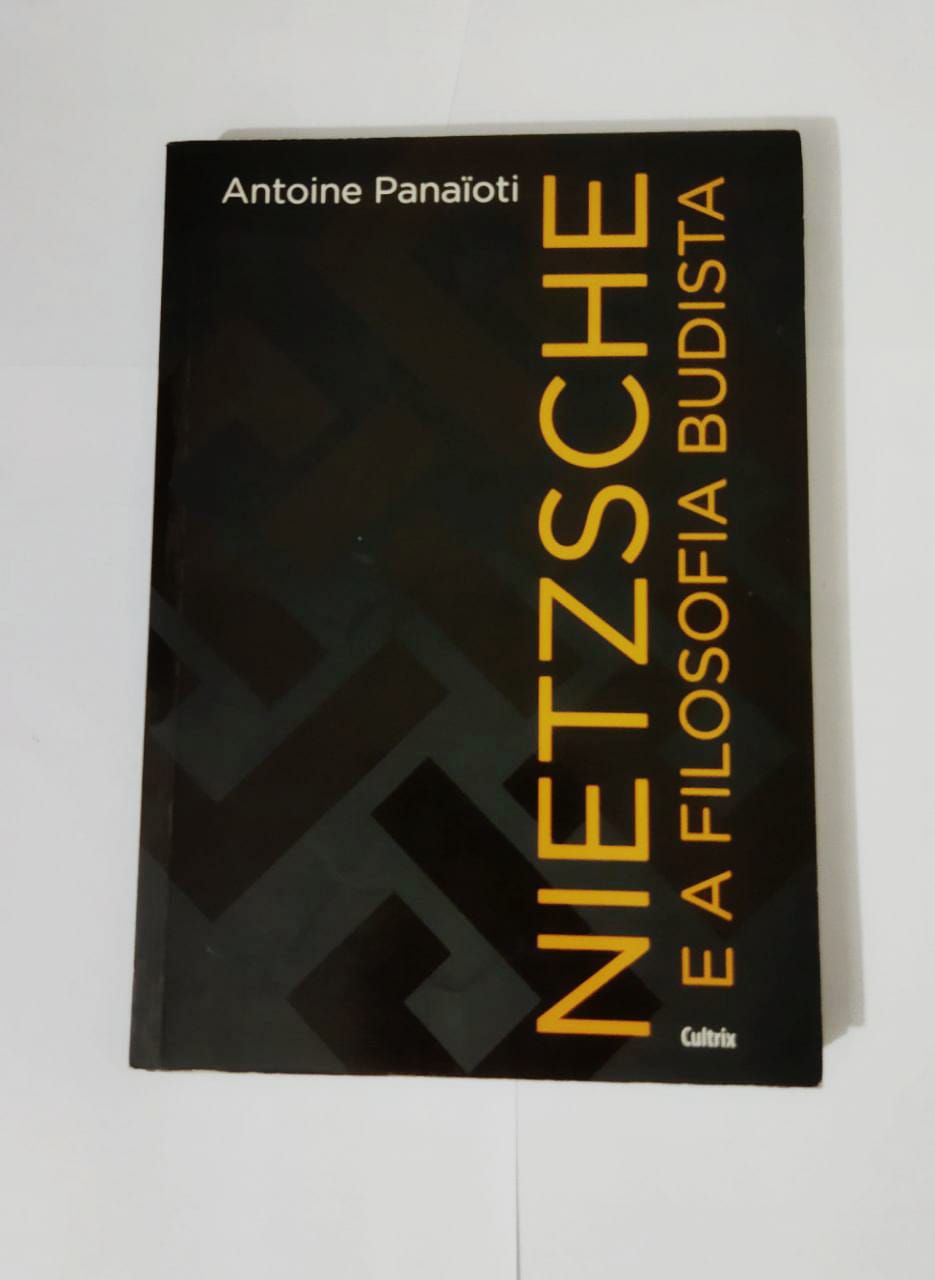 Antoine Panaïoti
NIETZSCHE
E A FILOSOFIA BUDISTA
Cultrix